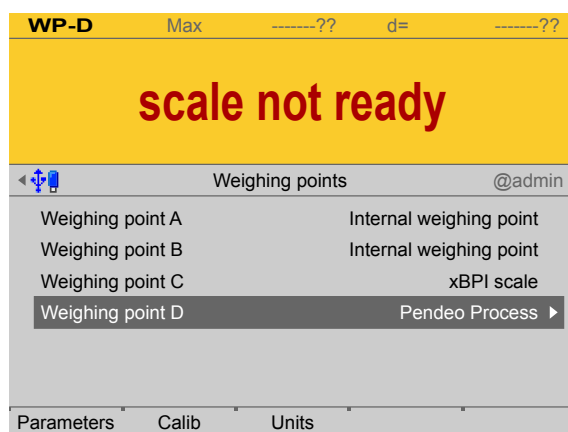 WP-D Max -------?? d= -------??
scale not ready
Weighing points @admin
Weighing point A Internal weighing point
Weighing point B Internal weighing point
Weighing point C xBPI scale
Weighing point D Pendeo Process
Parameters Calib Units